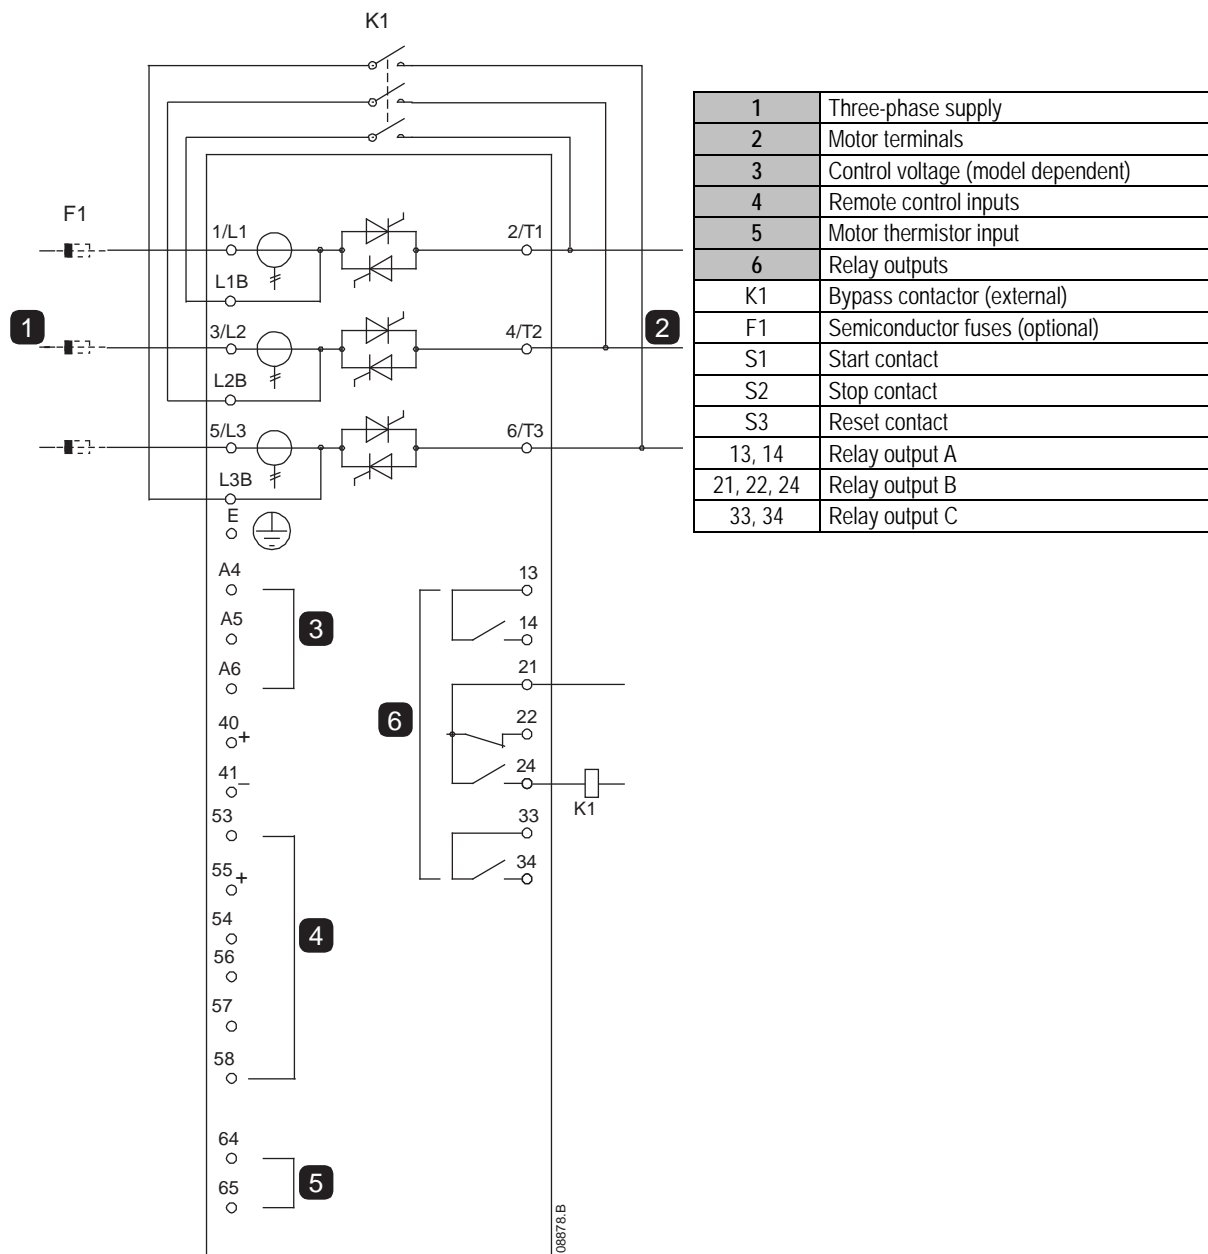 K1
F1
1/L1
2/T1
L1B
1
3/L2
4/T2
2
L2B
5/L3
6/T3
L3B
E
A4
A5
A6
3
40
+
41
–
53
55
+
54
56
57
58
4
64
65
5
13
14
21
22
24
K1
33
34
6
08878.B
1 Three-phase supply
2 Motor terminals
3 Control voltage (model dependent)
4 Remote control inputs
5 Motor thermistor input
6 Relay outputs
K1 Bypass contactor (external)
F1 Semiconductor fuses (optional)
S1 Start contact
S2 Stop contact
S3 Reset contact
13, 14 Relay output A
21, 22, 24 Relay output B
33, 34 Relay output C